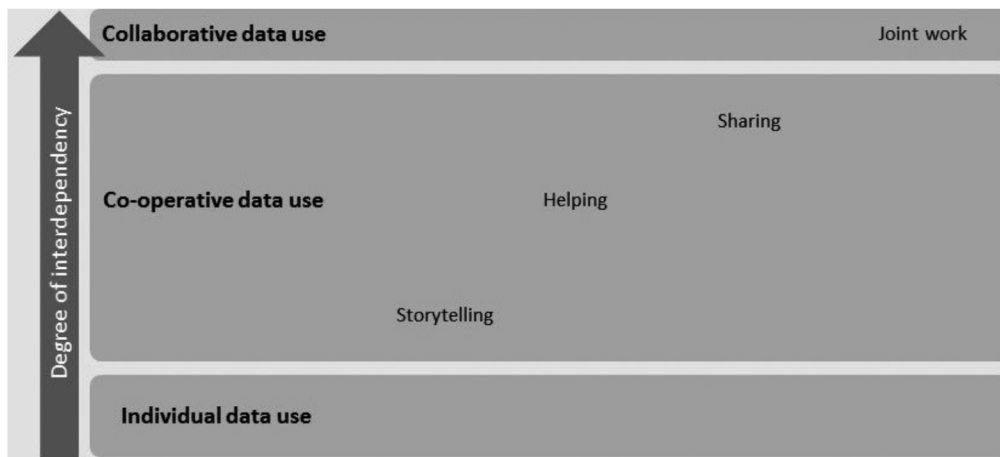 Collaborative data use
Joint work
Sharing
Co-operative data use
Helping
Storytelling
Individual data use
Degree of interdependency